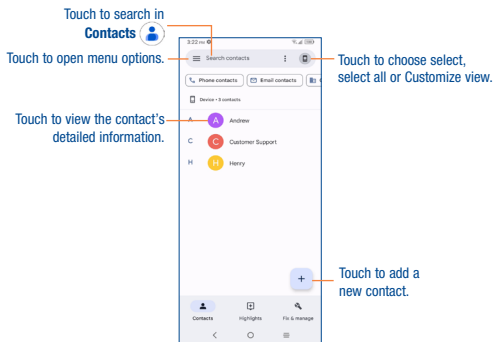 Touch to search in
Contacts
Touch to open menu options.
3:22 PM
Search contacts
Touch to choose select,
select all or Customize view.
Phone contacts
Email contacts
Device • 3 contacts
Touch to view the contact's
detailed information.
A
A
Andrew
C
C
Customer Support
H
H
Henry
+
Touch to add a
new contact.
Contacts
Highlights
Fix & manage